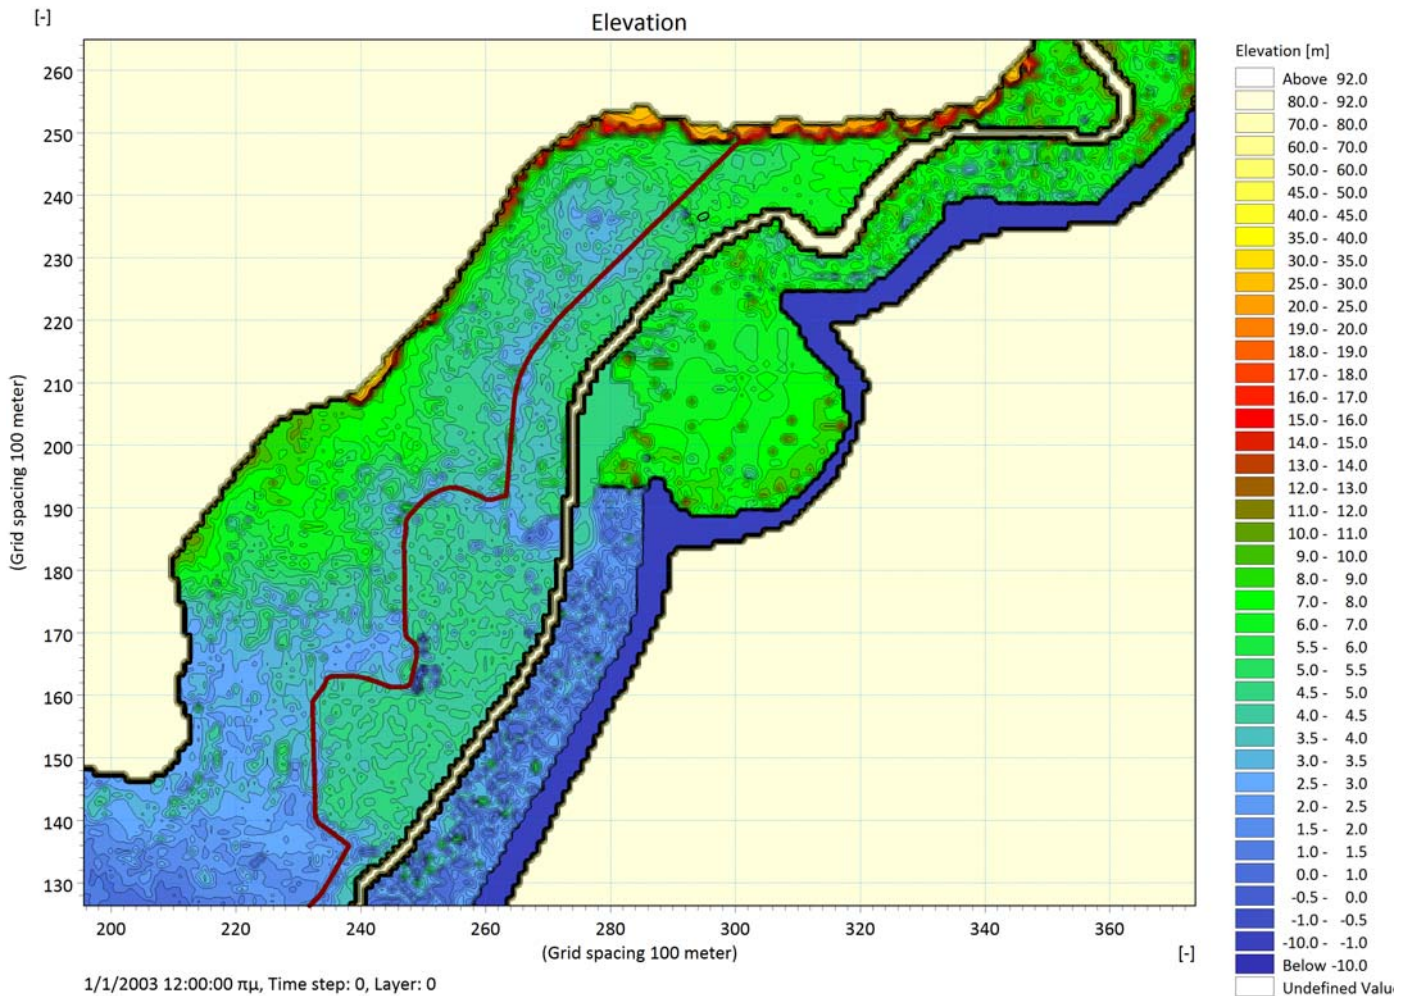 [-]
Elevation
(Grid spacing 100 meter)
260
250
240
230
220
210
200
190
180
170
160
150
140
130
200 220 240 260 280 300 320 340 360
(Grid spacing 100 meter)
[-]
1/1/2003 12:00:00 πμ, Time step: 0, Layer: 0
Elevation [m]
Above 92.0
80.0 - 92.0
70.0 - 80.0
60.0 - 70.0
50.0 - 60.0
45.0 - 50.0
40.0 - 45.0
35.0 - 40.0
30.0 - 35.0
25.0 - 30.0
20.0 - 25.0
19.0 - 20.0
18.0 - 19.0
17.0 - 18.0
16.0 - 17.0
15.0 - 16.0
14.0 - 15.0
13.0 - 14.0
12.0 - 13.0
11.0 - 12.0
10.0 - 11.0
9.0 - 10.0
8.0 - 9.0
7.0 - 8.0
6.0 - 7.0
5.5 - 6.0
5.0 - 5.5
4.5 - 5.0
4.0 - 4.5
3.5 - 4.0
3.0 - 3.5
2.5 - 3.0
2.0 - 2.5
1.5 - 2.0
1.0 - 1.5
0.0 - 1.0
-0.5 - 0.0
-1.0 - -0.5
-10.0 - -1.0
Below -10.0
Undefined Valu